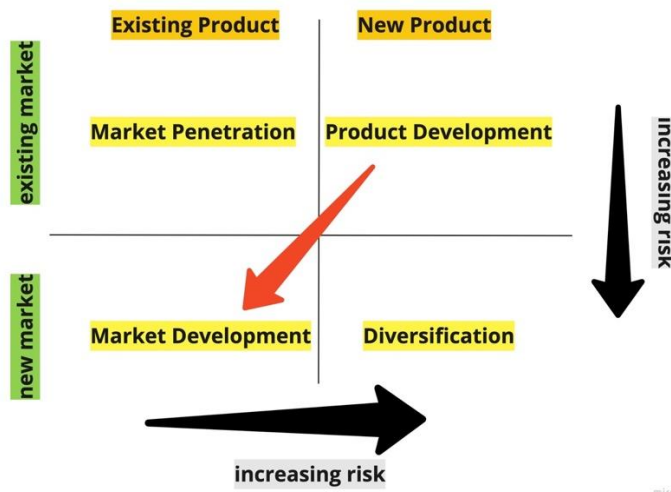 Existing Product
New Product
existing market
Market Penetration
Product Development
increasing risk
new market
Market Development
Diversification
increasing risk